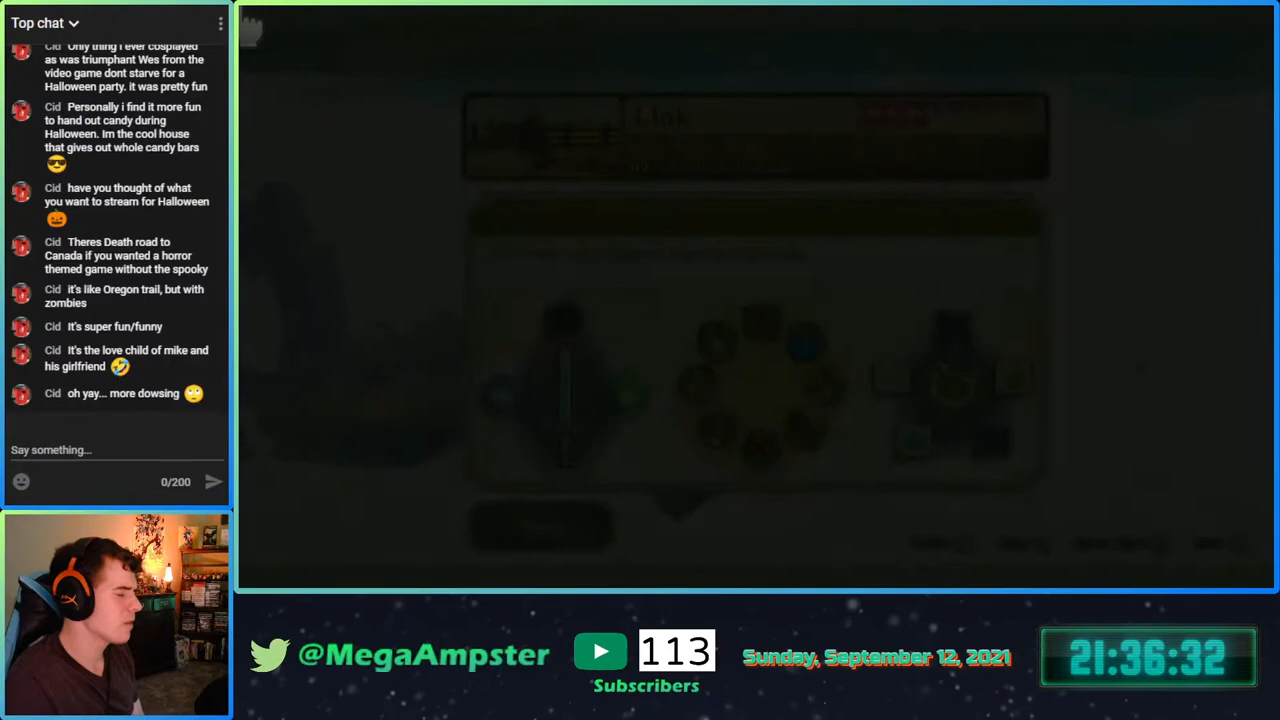 Top chat
Cid Only thing I ever cosplayed
as was triumphant Wes from the
video game dont starve for a
Halloween party. it was pretty fun
Cid Personally i find it more fun
to hand out candy during
Halloween. Im the cool house
that gives out whole candy bars
😎
Cid have you thought of what
you want to stream for Halloween
🎃
Cid Theres Death road to
Canada if you wanted a horror
themed game without the spooky
Cid it's like Oregon trail, but with
zombies
Cid It's super fun/funny
Cid It's the love child of mike and
his girlfriend 🤣
Cid oh yay... more dowsing 🙄
Say something...
0/200
Link
@MegaAmpster
113
Subscribers
Sunday, September 12, 2021
21:36:32